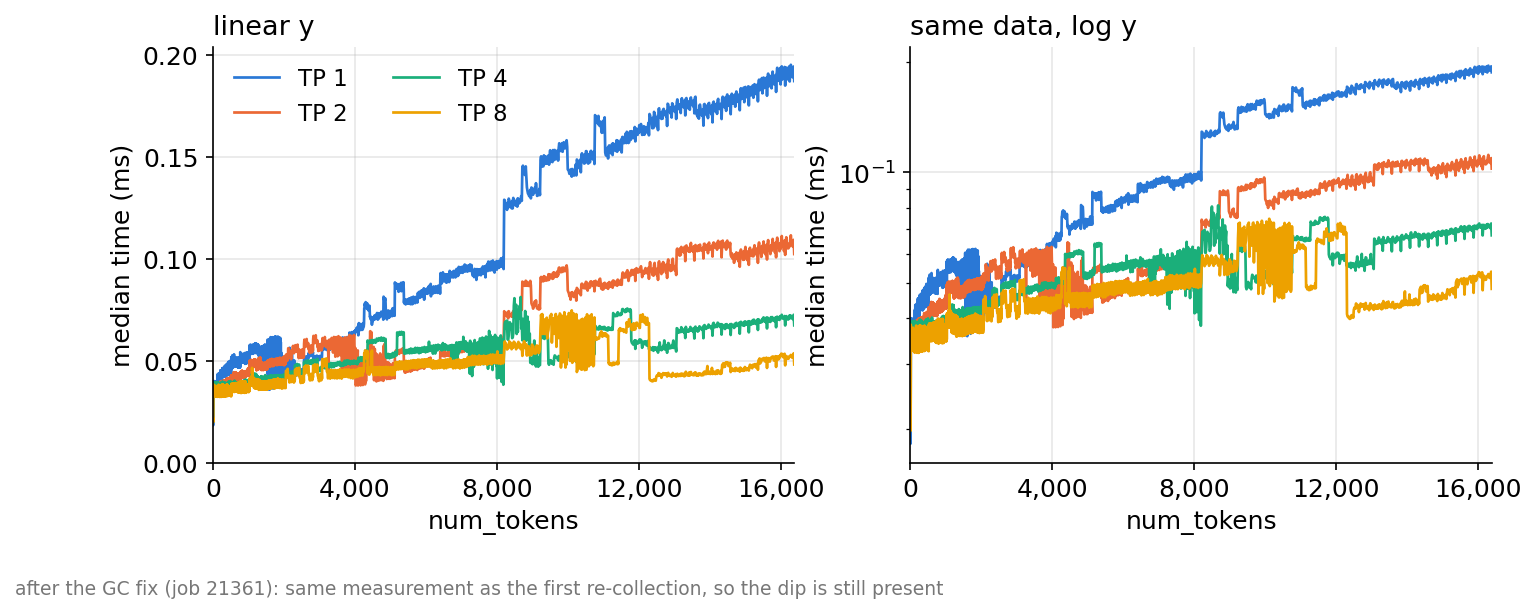 linear y
same data, log y
TP 1
TP 2
TP 4
TP 8
median time (ms)
0.20
0.15
0.10
0.05
0.00
0
4,000
8,000
12,000
16,000
num_tokens
median time (ms)
10⁻¹
0
4,000
8,000
12,000
16,000
num_tokens
after the GC fix (job 21361): same measurement as the first re-collection, so the dip is still present